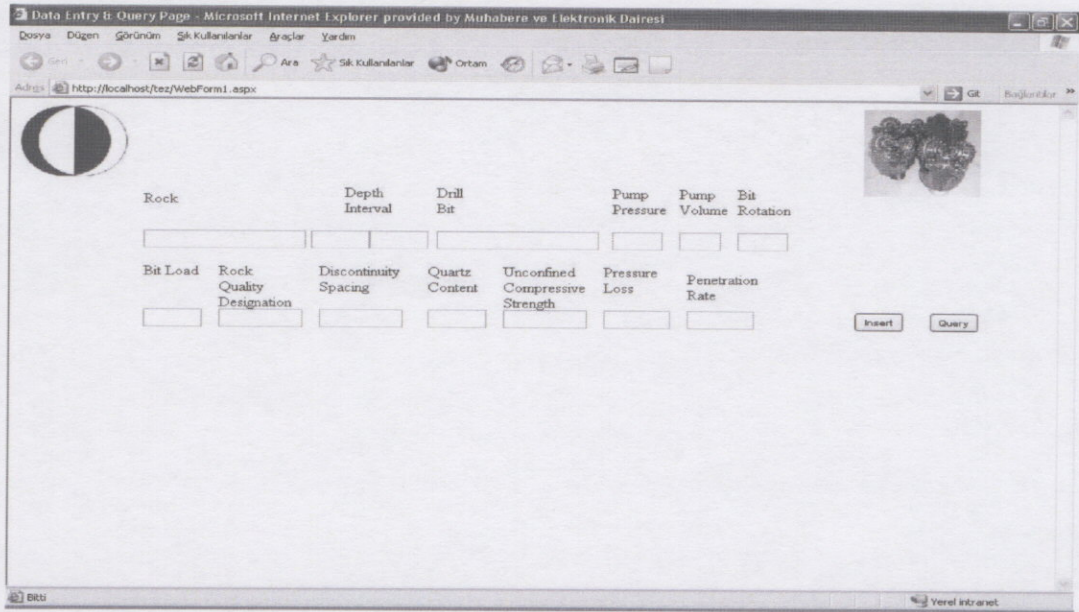 Data Entry & Query Page - Microsoft Internet Explorer provided by Muhabere ve Elektronik Dairesi
Dosya Düzen Görünüm Sık Kullanılanlar Araçlar Yardım
Geri Ara Sık Kullanılanlar Ortam
Adres http://localhost/tez/WebForm1.aspx Git Bağlantılar »
Rock Depth Drill Pump Pump Bit
Interval Bit Pressure Volume Rotation
Bit Load Rock Discontinuity Quartz Unconfined Pressure Penetration
Quality Spacing Content Compressive Loss Rate
Designation Strength
Insert Query
Bitti Yerel intranet